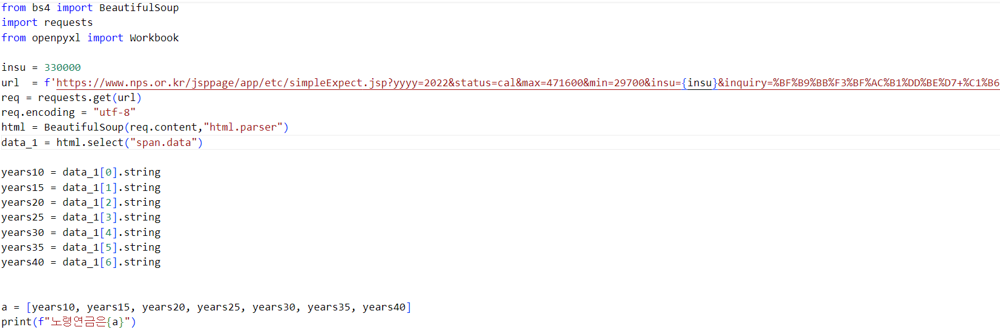 from bs4 import BeautifulSoup
import requests
from openpyxl import Workbook
insu = 330000
url  = f'https://www.nps.or.kr/jsppage/app/etc/simpleExpect.jsp?yyyy=2022&status=cal&max=471600&min=29700&insu={insu}&inquiry=%BF%B9%BB%F3%BF%AC%B1%DD%BE%D7+%C1%B6
req = requests.get(url)
req.encoding = "utf-8"
html = BeautifulSoup(req.content,"html.parser")
data_1 = html.select("span.data")
years10 = data_1[0].string
years15 = data_1[1].string
years20 = data_1[2].string
years25 = data_1[3].string
years30 = data_1[4].string
years35 = data_1[5].string
years40 = data_1[6].string
a = [years10, years15, years20, years25, years30, years35, years40]
print(f"노령연금은{a}")